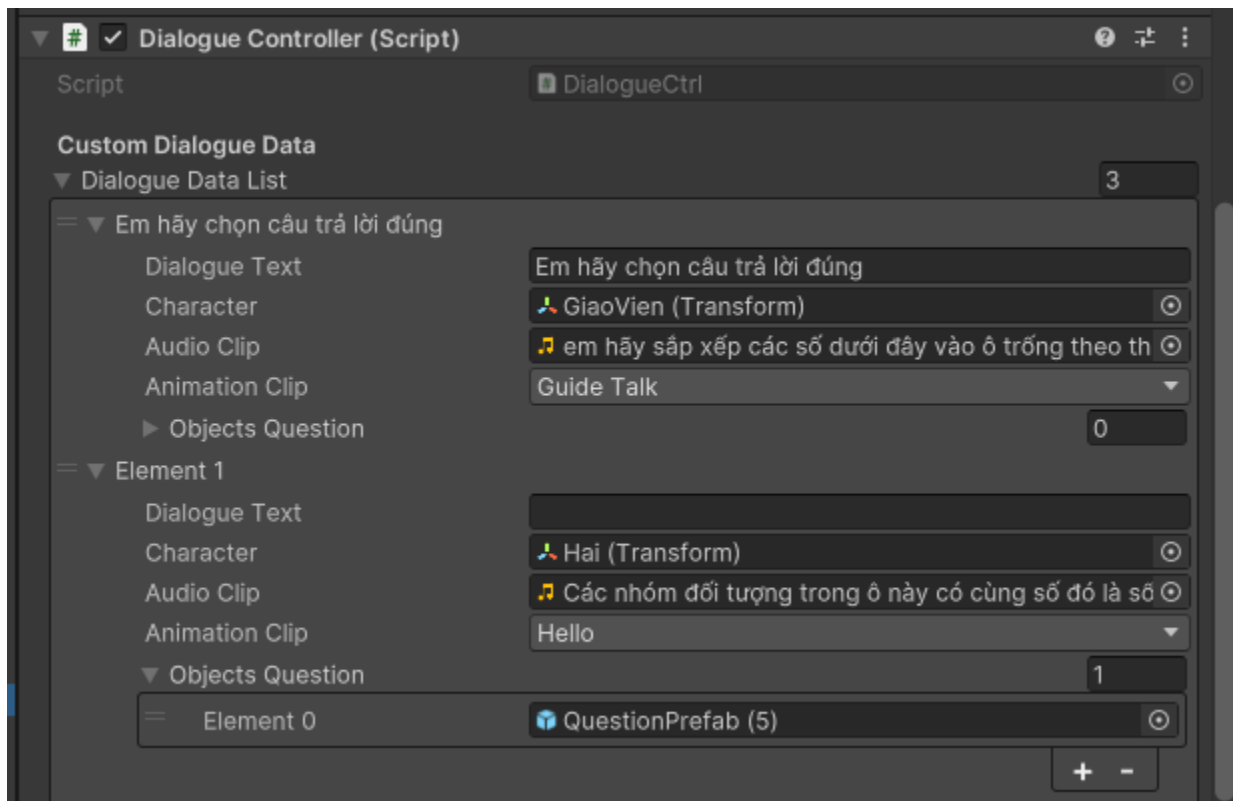 Dialogue Controller (Script)
Script DialogueCtrl
Custom Dialogue Data
Dialogue Data List 3
Em hãy chọn câu trả lời đúng
Dialogue Text Em hãy chọn câu trả lời đúng
Character GiaoVien (Transform)
Audio Clip em hãy sắp xếp các số dưới đây vào ô trống theo th
Animation Clip Guide Talk
Objects Question 0
Element 1
Dialogue Text
Character Hai (Transform)
Audio Clip Các nhóm đối tượng trong ô này có cùng số đó là số
Animation Clip Hello
Objects Question 1
Element 0 QuestionPrefab (5)
+ -